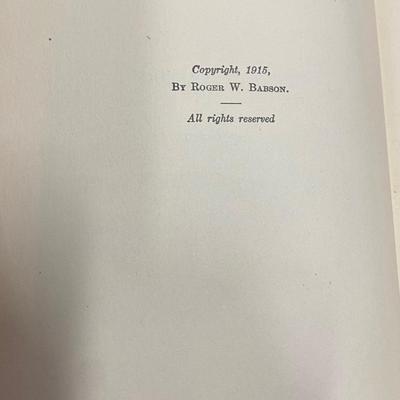 Copyright, 1915,
By Roger W. Babson.
All rights reserved